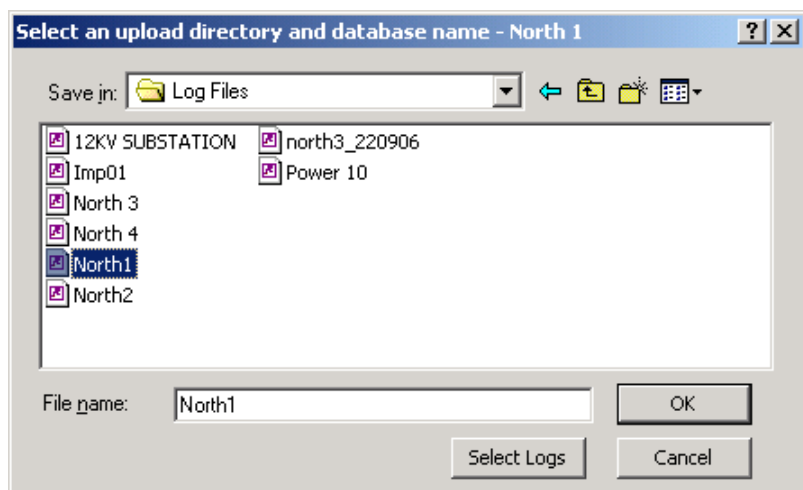 Select an upload directory and database name - North 1
Save in: Log Files
12KV SUBSTATION north3_220906
Imp01 Power 10
North 3
North 4
North1
North2
File name: North1 OK
Select Logs Cancel